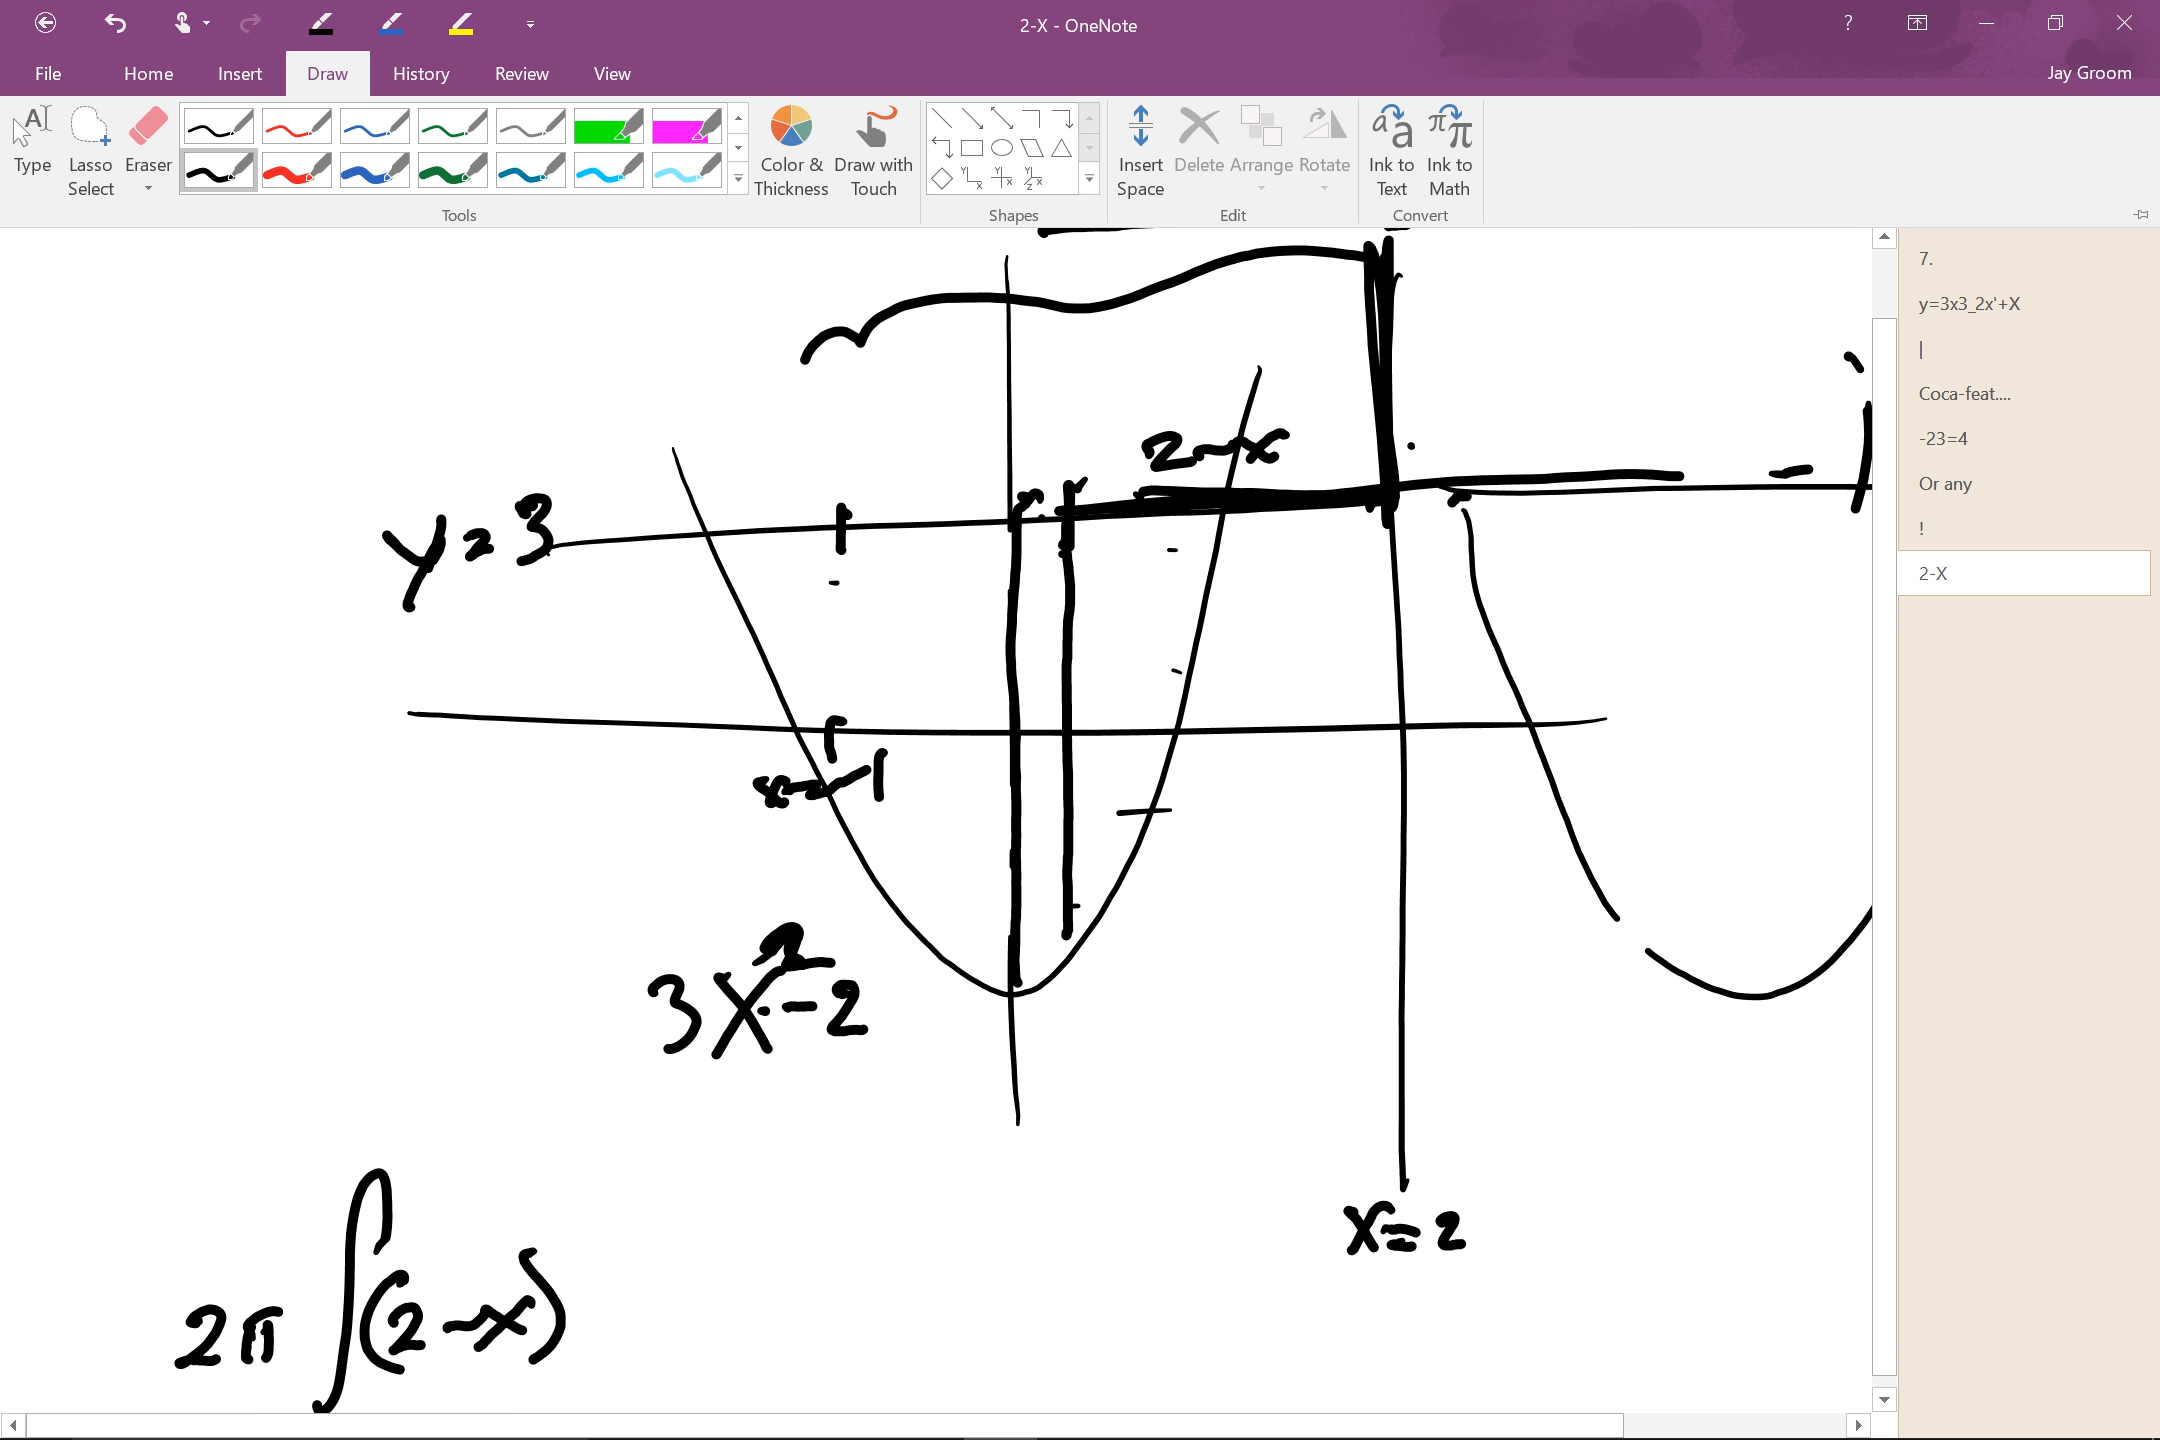 2-X - OneNote
?
File
Home
Insert
Draw
History
Review
View
Jay Groom
Type
Lasso Select
Eraser
Color & Thickness
Draw with Touch
Insert Space
Delete
Arrange
Rotate
Ink to Text
Ink to Math
Tools
Shapes
Edit
Convert
7.
y=3x3_2x'+X
|
Coca-feat....
-23=4
Or any
!
2-X
2-x
y=3
x=-1
3x²-2
x=2
2π∫(2-x)